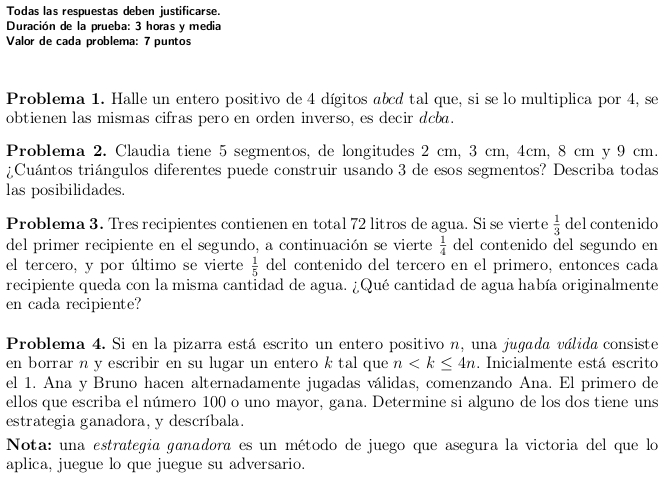 Todas las respuestas deben justificarse.
Duración de la prueba: 3 horas y media
Valor de cada problema: 7 puntos
Problema 1. Halle un entero positivo de 4 dígitos abcd tal que, si se lo multiplica por 4, se
obtienen las mismas cifras pero en orden inverso, es decir dcba.
Problema 2. Claudia tiene 5 segmentos, de longitudes 2 cm, 3 cm, 4cm, 8 cm y 9 cm.
¿Cuántos triángulos diferentes puede construir usando 3 de esos segmentos? Describa todas
las posibilidades.
Problema 3. Tres recipientes contienen en total 72 litros de agua. Si se vierte 1/3 del contenido
del primer recipiente en el segundo, a continuación se vierte 1/4 del contenido del segundo en
el tercero, y por último se vierte 1/5 del contenido del tercero en el primero, entonces cada
recipiente queda con la misma cantidad de agua. ¿Qué cantidad de agua había originalmente
en cada recipiente?
Problema 4. Si en la pizarra está escrito un entero positivo n, una jugada válida consiste
en borrar n y escribir en su lugar un entero k tal que n < k ≤ 4n. Inicialmente está escrito
el 1. Ana y Bruno hacen alternadamente jugadas válidas, comenzando Ana. El primero de
ellos que escriba el número 100 o uno mayor, gana. Determine si alguno de los dos tiene uns
estrategia ganadora, y descríbala.
Nota: una estrategia ganadora es un método de juego que asegura la victoria del que lo
aplica, juegue lo que juegue su adversario.